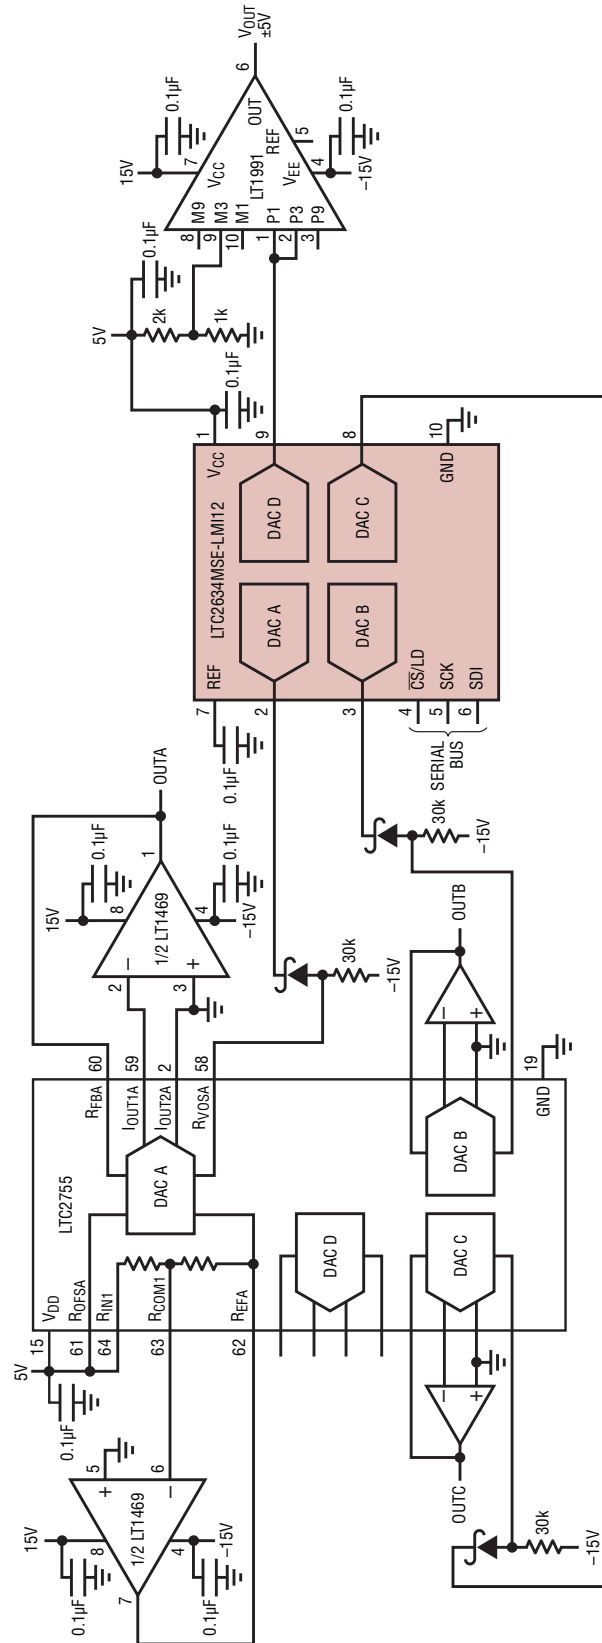 5V
0.1µF
15
VDD
LTC2755
61
ROFSA
64
RIN1
63
RCOM1
62
REFA
15V
8
0.1µF
5
+
6
−
1/2 LT1469
7
4
0.1µF
−15V
DAC A
RFBA
60
IOUT1A
59
IOUT2A
2
RVOSA
58
2
−
3
+
1/2 LT1469
15V
8
0.1µF
1
OUTA
4
0.1µF
−15V
30k
−15V
DAC D
DAC C
−
+
OUTC
30k
−15V
DAC B
−
+
OUTB
GND
19
30k
−15V
LTC2634MSE-LMI12
7
REF
0.1µF
1
VCC
0.1µF
2
DAC A
DAC D
9
3
DAC B
DAC C
8
4
CS/LD
5
SCK
6
SDI
SERIAL
BUS
GND
10
5V
0.1µF
2k
1k
15V
0.1µF
7
VCC
8
M9
9
M3
10
M1
1
P1
2
P3
3
P9
LT1991
OUT
REF
5
VEE
4
−15V
0.1µF
6
VOUT
±5V